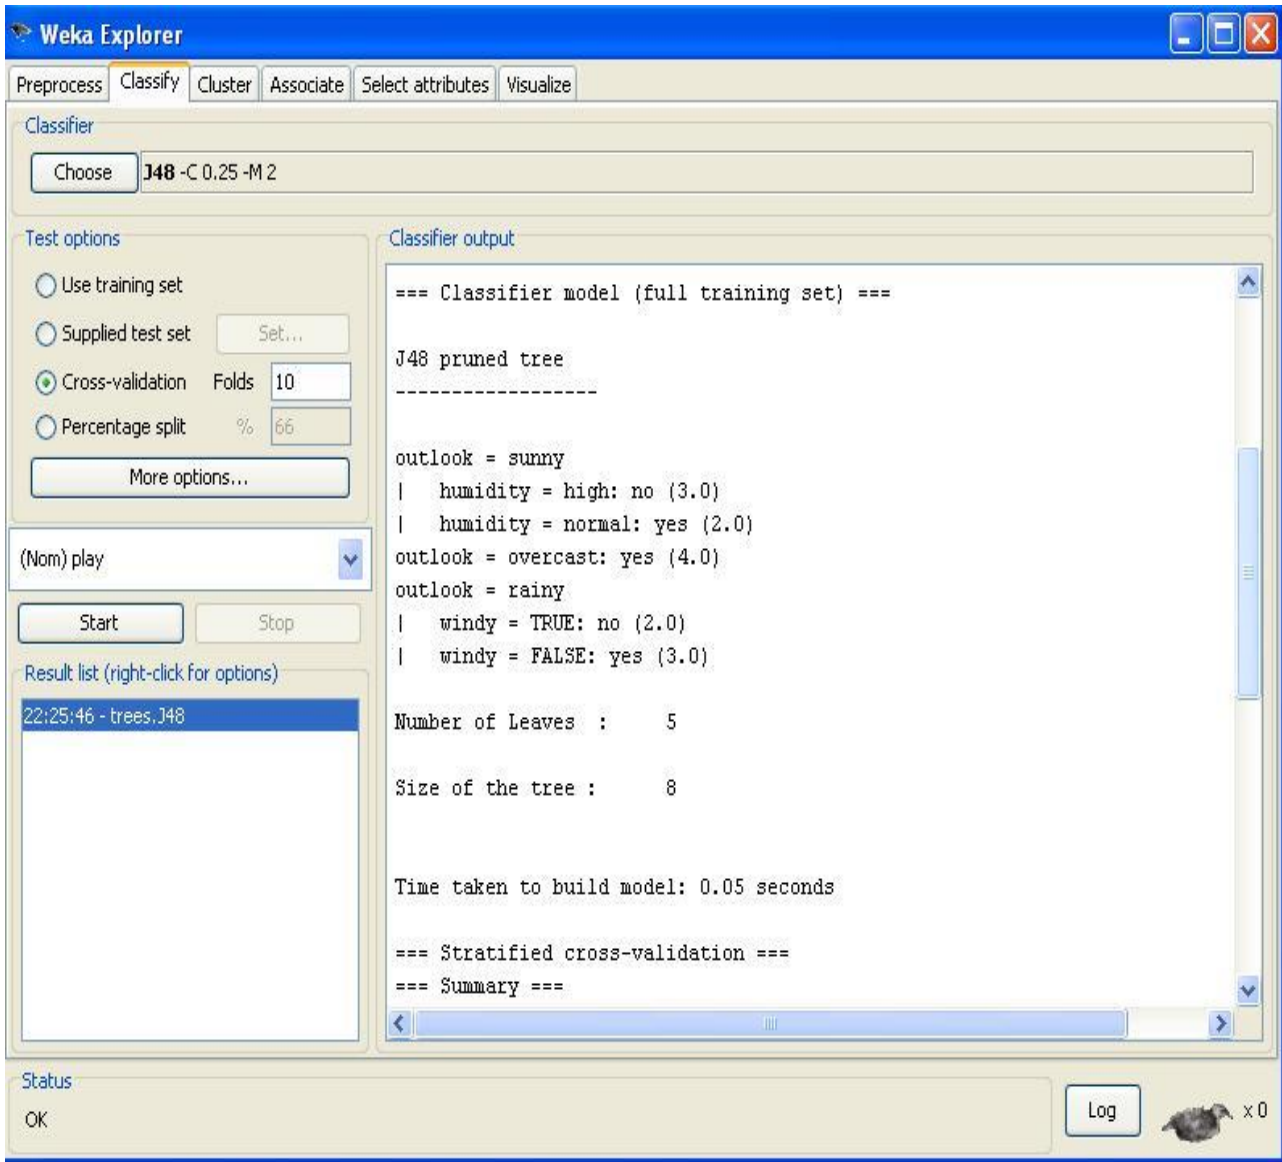 Weka Explorer
Preprocess Classify Cluster Associate Select attributes Visualize
Classifier
Choose J48 -C 0.25 -M 2
Test options
Use training set
Supplied test set Set...
Cross-validation Folds 10
Percentage split % 66
More options...
(Nom) play
Start Stop
Result list (right-click for options)
22:25:46 - trees.J48
Classifier output
=== Classifier model (full training set) ===
J48 pruned tree
------------------
outlook = sunny
|   humidity = high: no (3.0)
|   humidity = normal: yes (2.0)
outlook = overcast: yes (4.0)
outlook = rainy
|   windy = TRUE: no (2.0)
|   windy = FALSE: yes (3.0)
Number of Leaves  :     5
Size of the tree :      8
Time taken to build model: 0.05 seconds
=== Stratified cross-validation ===
=== Summary ===
Status
OK
Log x 0